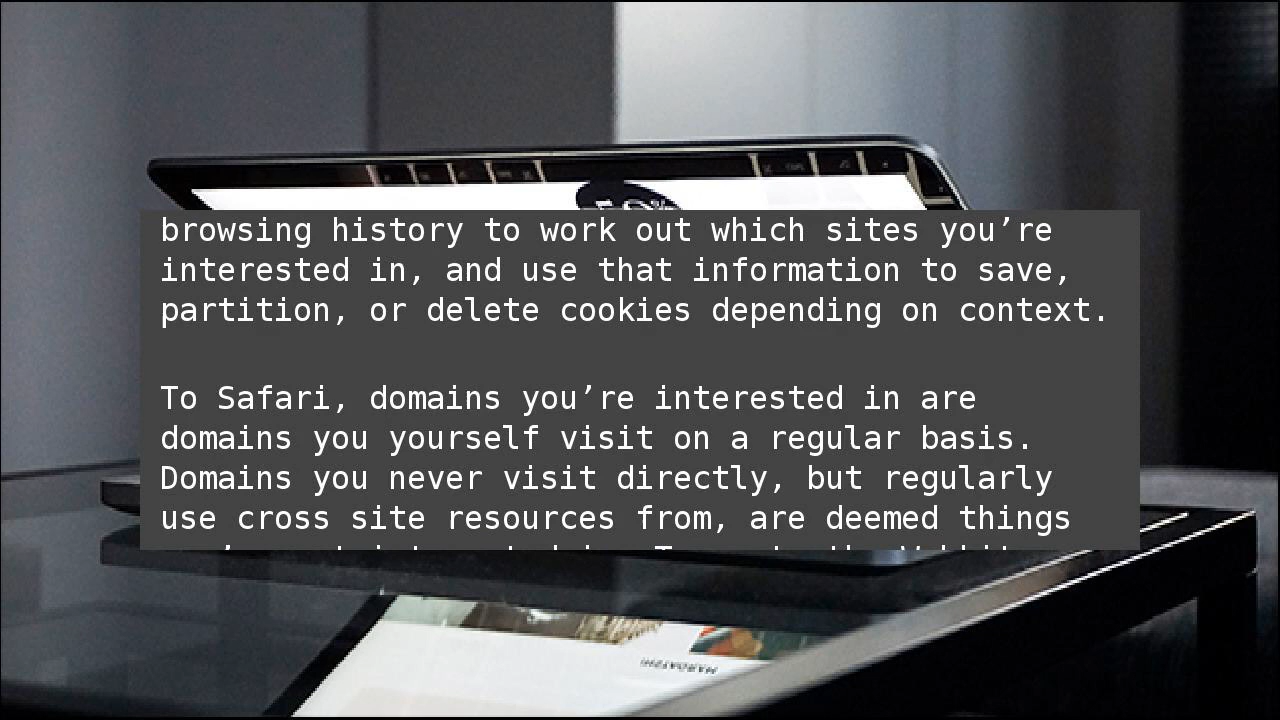 browsing history to work out which sites you’re
interested in, and use that information to save,
partition, or delete cookies depending on context.
To Safari, domains you’re interested in are
domains you yourself visit on a regular basis.
Domains you never visit directly, but regularly
use cross site resources from, are deemed things